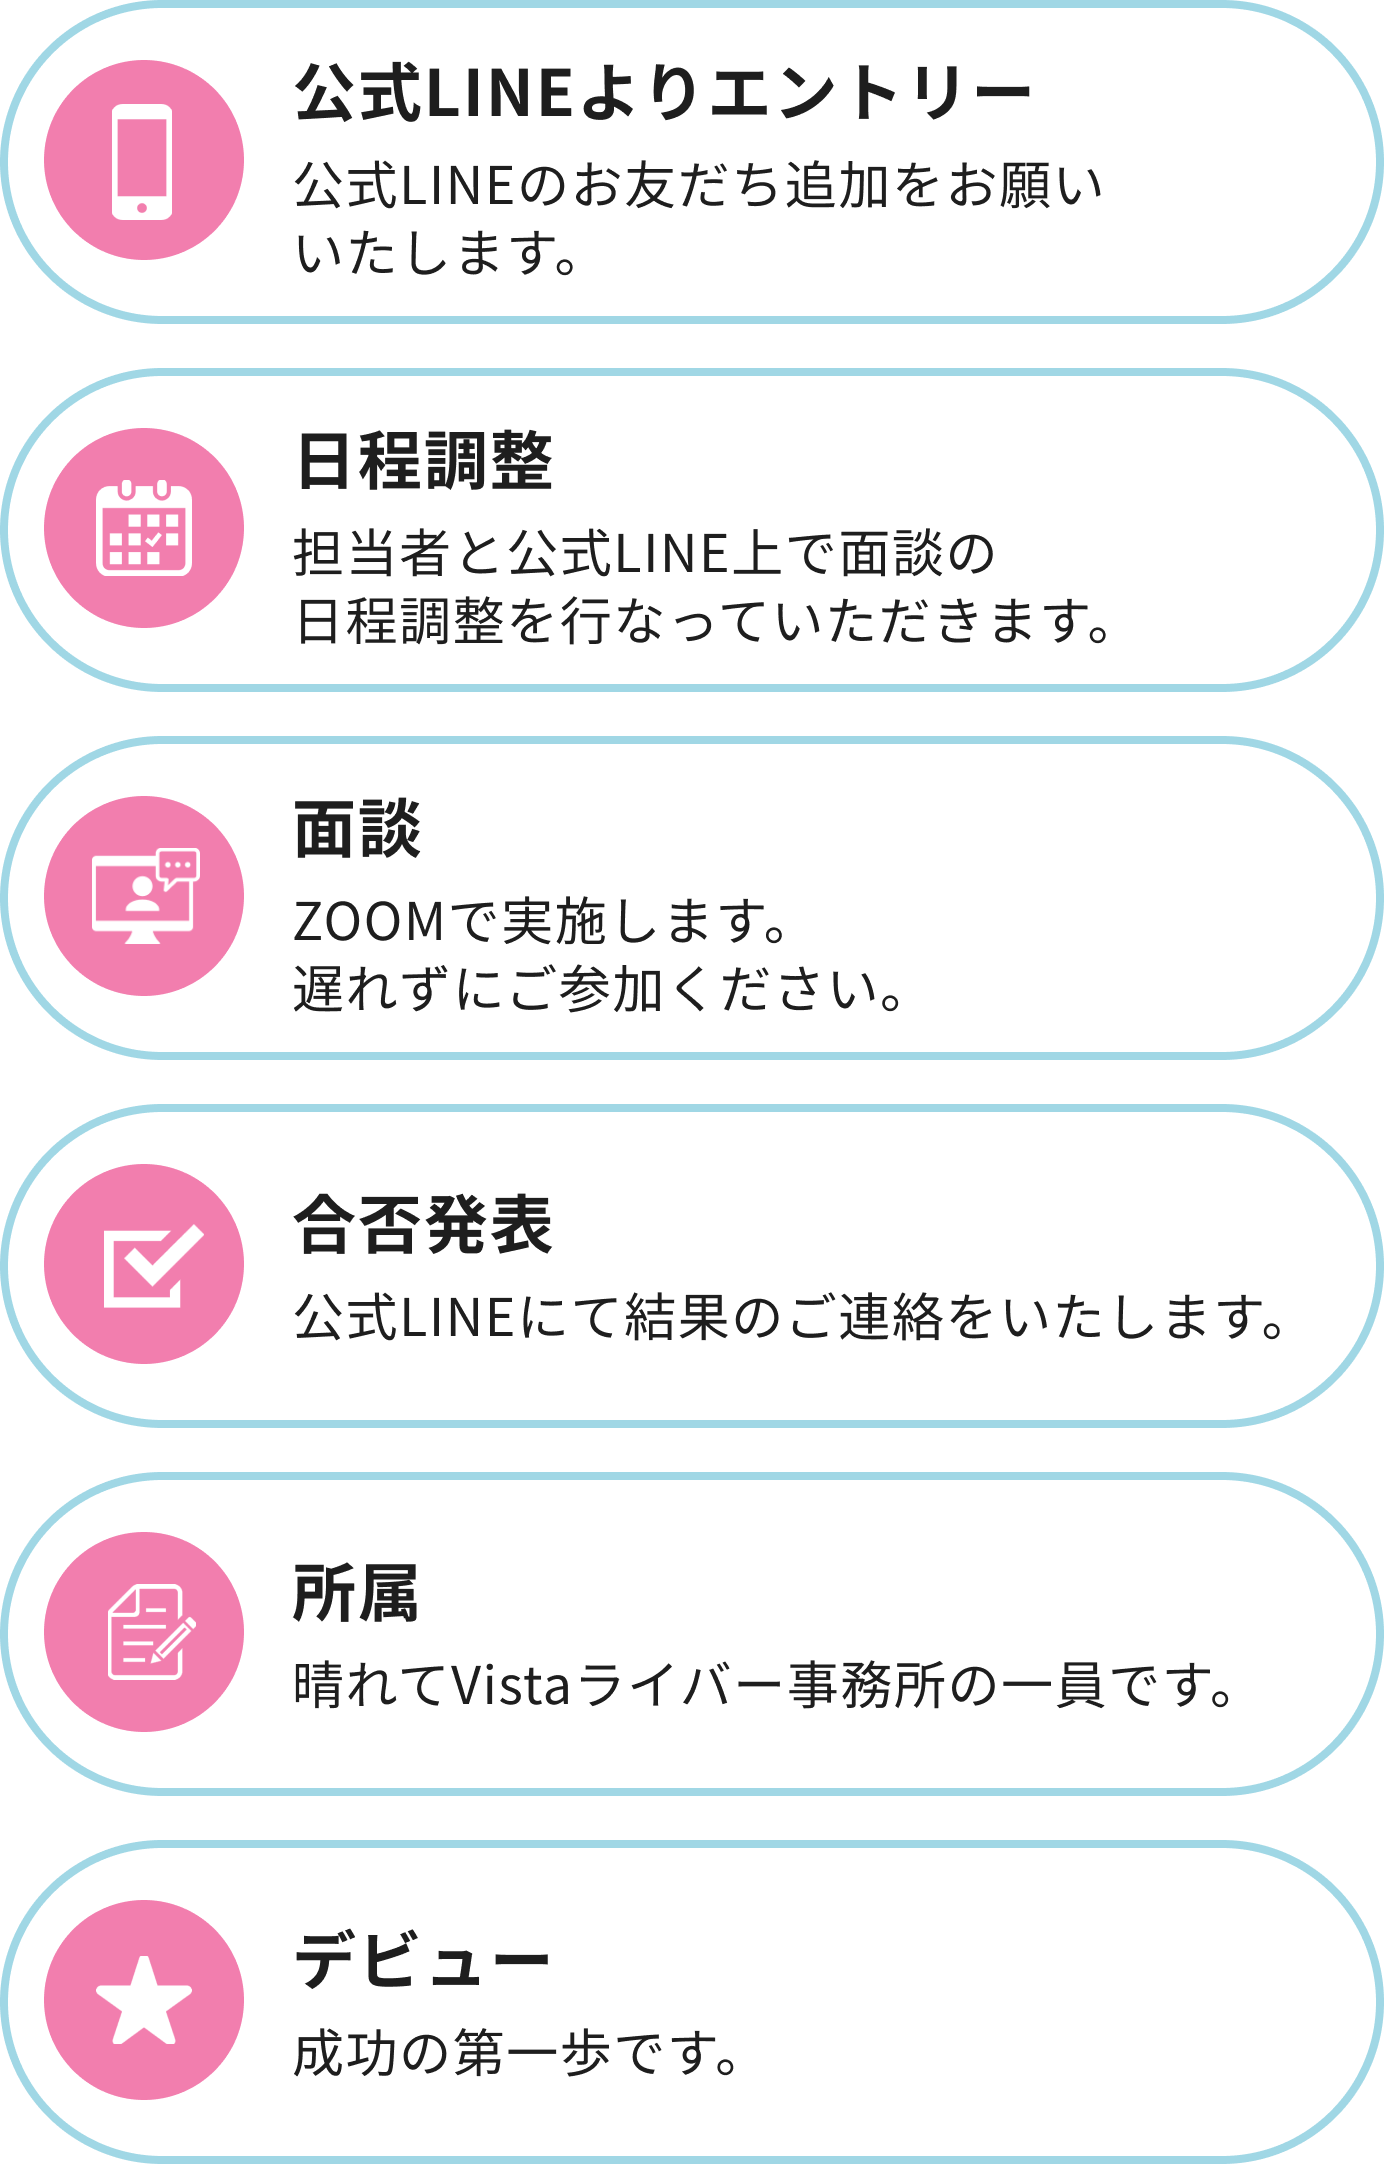 公式LINEよりエントリー
公式LINEのお友だち追加をお願い
いたします。
日程調整
担当者と公式LINE上で面談の
日程調整を行なっていただきます。
面談
ZOOMで実施します。
遅れずにご参加ください。
合否発表
公式LINEにて結果のご連絡をいたします。
所属
晴れてVistaライバー事務所の一員です。
デビュー
成功の第一歩です。